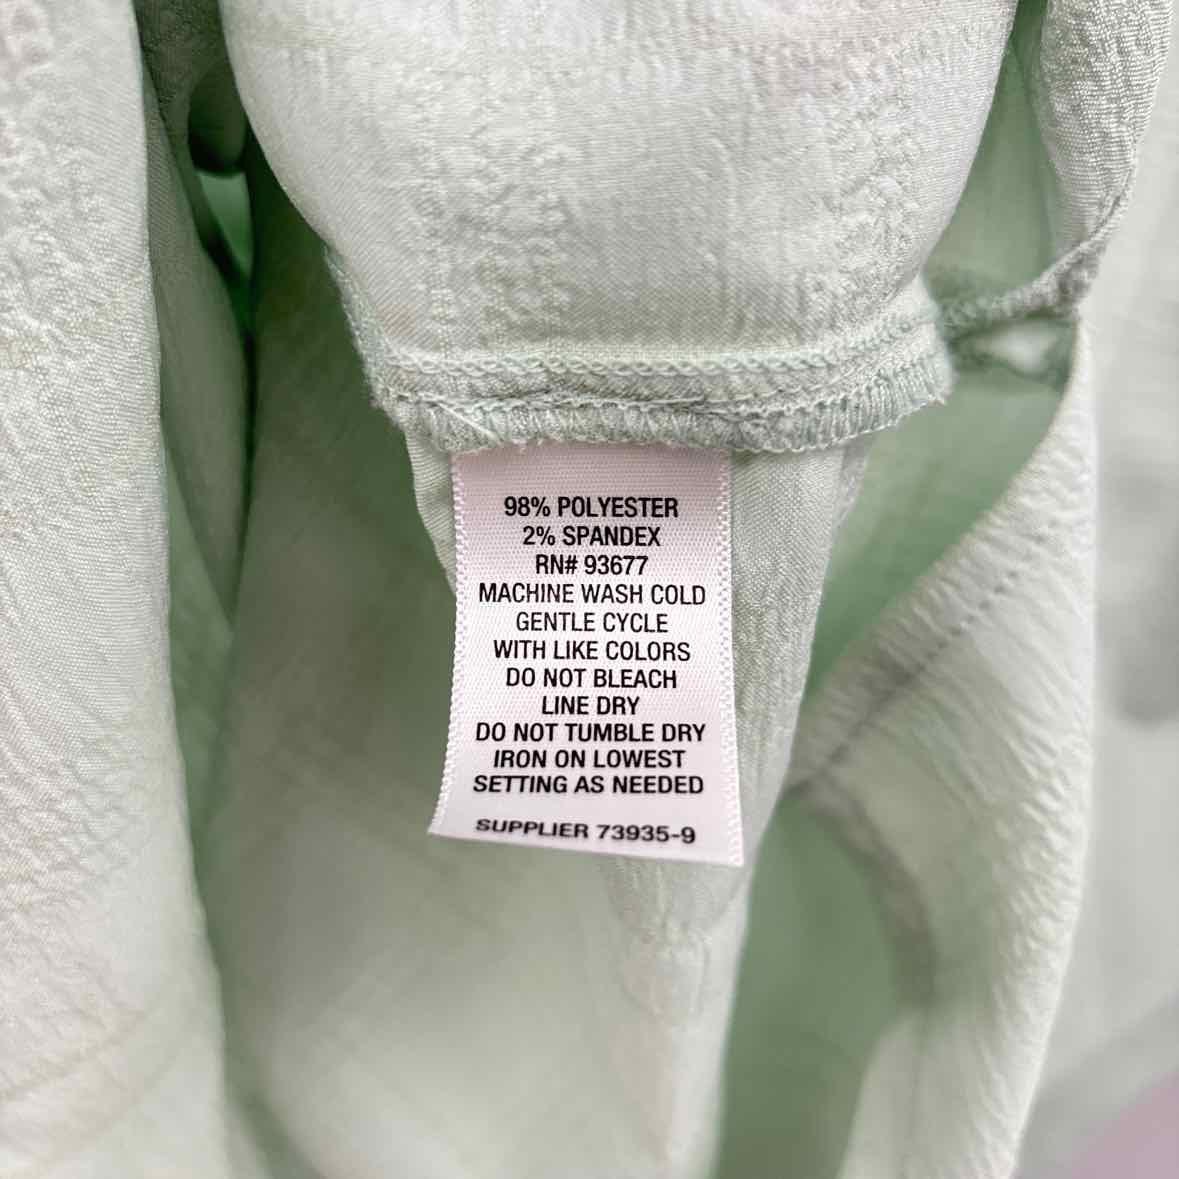 98% POLYESTER
2% SPANDEX
RN# 93677
MACHINE WASH COLD
GENTLE CYCLE
WITH LIKE COLORS
DO NOT BLEACH
LINE DRY
DO NOT TUMBLE DRY
IRON ON LOWEST
SETTING AS NEEDED
SUPPLIER 73935-9